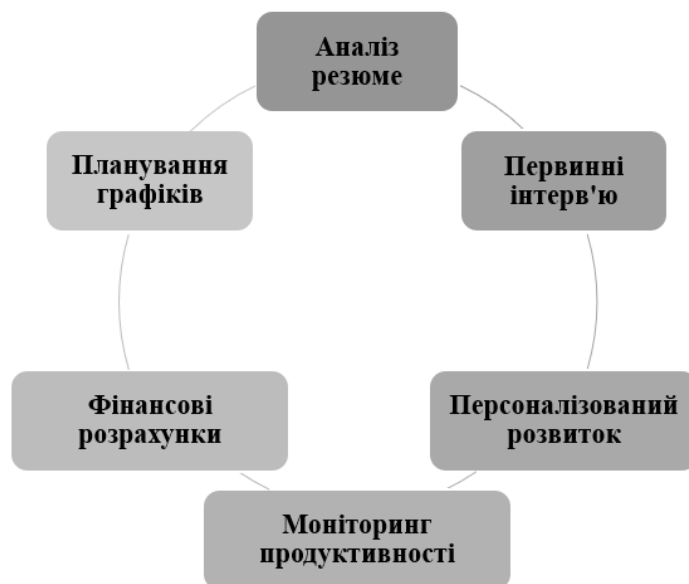 Аналіз
резюме
Первинні
інтерв'ю
Персоналізований
розвиток
Моніторинг
продуктивності
Фінансові
розрахунки
Планування
графіків